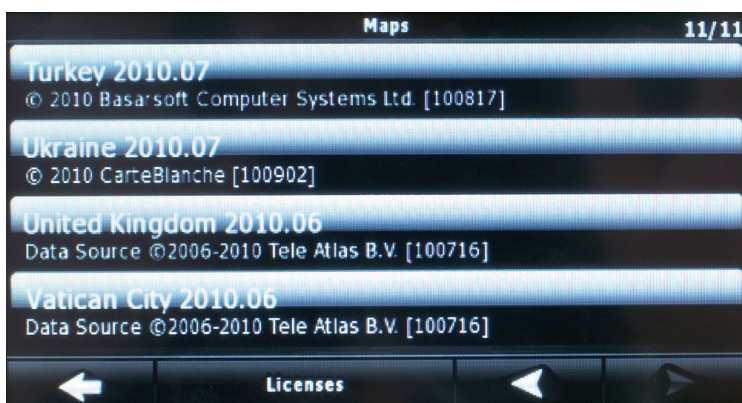 Maps 11/11
Turkey 2010.07
© 2010 Basarsoft Computer Systems Ltd. [100817]
Ukraine 2010.07
© 2010 CarteBlanche [100902]
United Kingdom 2010.06
Data Source ©2006-2010 Tele Atlas B.V. [100716]
Vatican City 2010.06
Data Source ©2006-2010 Tele Atlas B.V. [100716]
Licenses